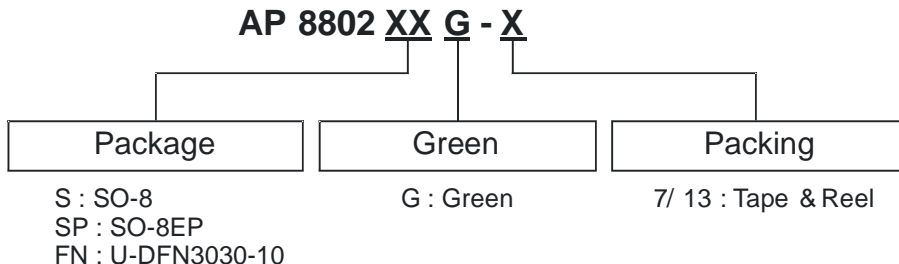 AP 8802 XX G - X
Package
Green
Packing
S : SO-8
G : Green
7/ 13 : Tape & Reel
SP : SO-8EP
FN : U-DFN3030-10